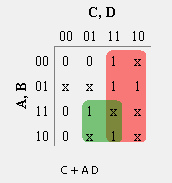 C, D
00 01 11 10
A, B
00 0 0 1 x
01 x x 1 1
11 0 1 x x
10 0 x 1 x
C + A D